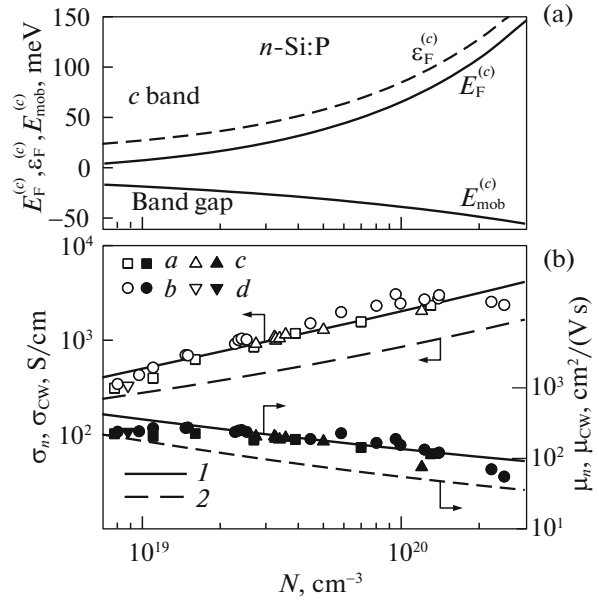 (a)
150
100
50
0
−50
E_F^(c), ε_F^(c), E_mob^(c), meV
n-Si:P
ε_F^(c)
E_F^(c)
c band
Band gap
E_mob^(c)
(b)
10^4
10^3
10^2
σ_n, σ_CW, S/cm
a
c
b
d
1
2
10^3
10^2
10^1
μ_n, μ_CW, cm^2/(V s)
10^19
10^20
N, cm^−3